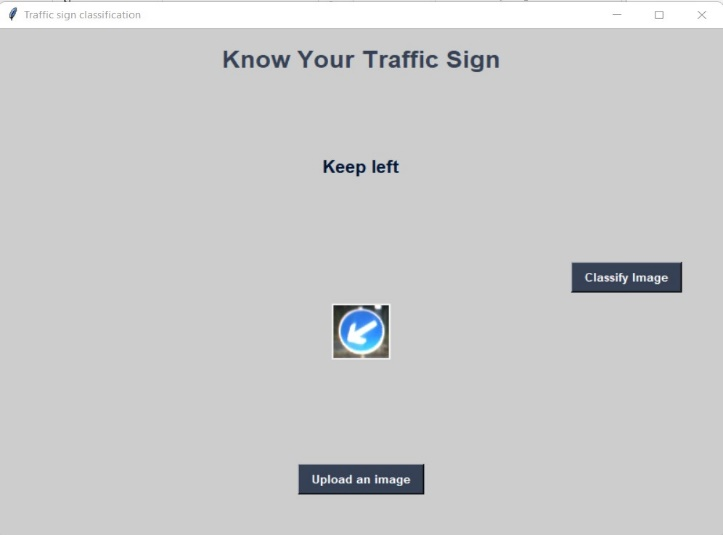 Traffic sign classification
Know Your Traffic Sign
Keep left
Classify Image
Upload an image